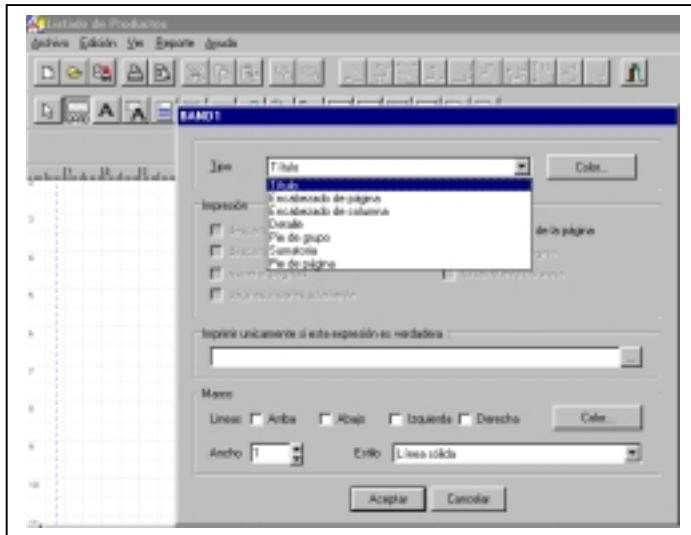 Listado de Productos
Archivo Edición Ver Reporte Ayuda
BAND1
Tipo Título Color...
Título
Encabezado de página
Encabezado de columna
Detalle
Pie de grupo
Sumatoria
Pie de página
Impresión
de la página
Imprimir unicamente si esta expresión es verdadera :
...
Marco
Lineas: Arriba Abajo Izquierda Derecha Color...
Ancho 1 Estilo Línea sólida
Aceptar Cancelar